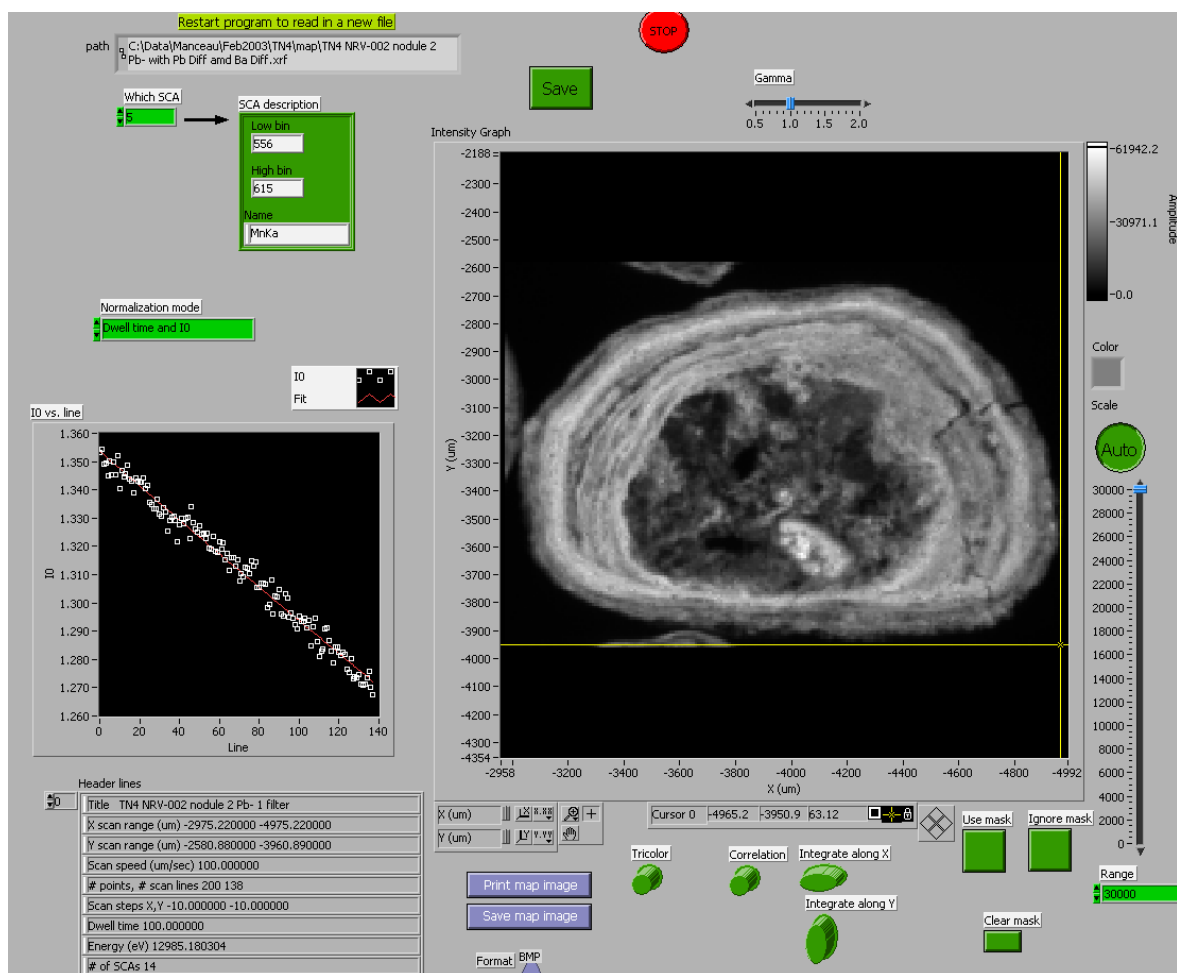 Restart program to read in a new file
STOP
path
C:\Data\Manceau\Feb2003\TN4\map\TN4 NRV-002 nodule 2
Pb- with Pb Diff amd Ba Diff.xrf
Save
Gamma
0.5 1.0 1.5 2.0
Which SCA
5
SCA description
Low bin
556
High bin
615
Name
MnKa
Normalization mode
Dwell time and I0
I0
Fit
I0 vs. line
1.360
1.350
1.340
1.330
1.320
1.310
1.300
1.290
1.280
1.270
1.260
I0
0 20 40 60 80 100 120 140
Line
Intensity Graph
-2188
-2300
-2400
-2500
-2600
-2700
-2800
-2900
-3000
-3100
-3200
-3300
-3400
-3500
-3600
-3700
-3800
-3900
-4000
-4100
-4200
-4300
-4354
Y (um)
-2958 -3200 -3400 -3600 -3800 -4000 -4200 -4400 -4600 -4800 -4992
X (um)
61942.2
30971.1
0.0
Amplitude
Color
Scale
Auto
30000
28000
26000
24000
22000
20000
18000
16000
14000
12000
10000
8000
6000
4000
2000
0
Range
30000
Header lines
0
Title TN4 NRV-002 nodule 2 Pb- 1 filter
X scan range (um) -2975.220000 -4975.220000
Y scan range (um) -2580.880000 -3960.890000
Scan speed (um/sec) 100.000000
# points, # scan lines 200 138
Scan steps X,Y -10.000000 -10.000000
Dwell time 100.000000
Energy (eV) 12985.180304
# of SCAs 14
X (um)
Y (um)
Cursor 0 -4965.2 -3950.9 63.12
Use mask
Ignore mask
Tricolor
Correlation
Integrate along X
Integrate along Y
Print map image
Save map image
Clear mask
Format BMP